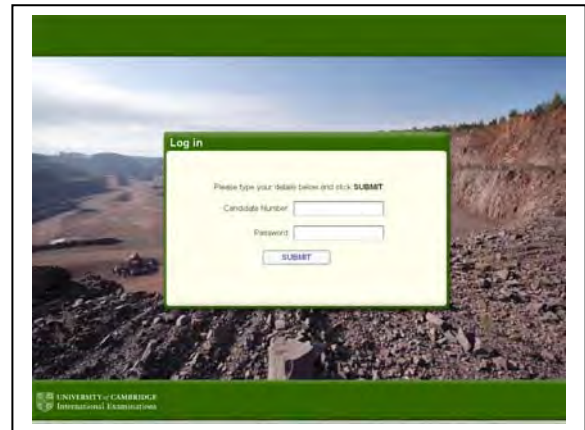 Log in
Please type your details below and click SUBMIT
Candidate Number
Password
SUBMIT
UNIVERSITY of CAMBRIDGE
International Examinations